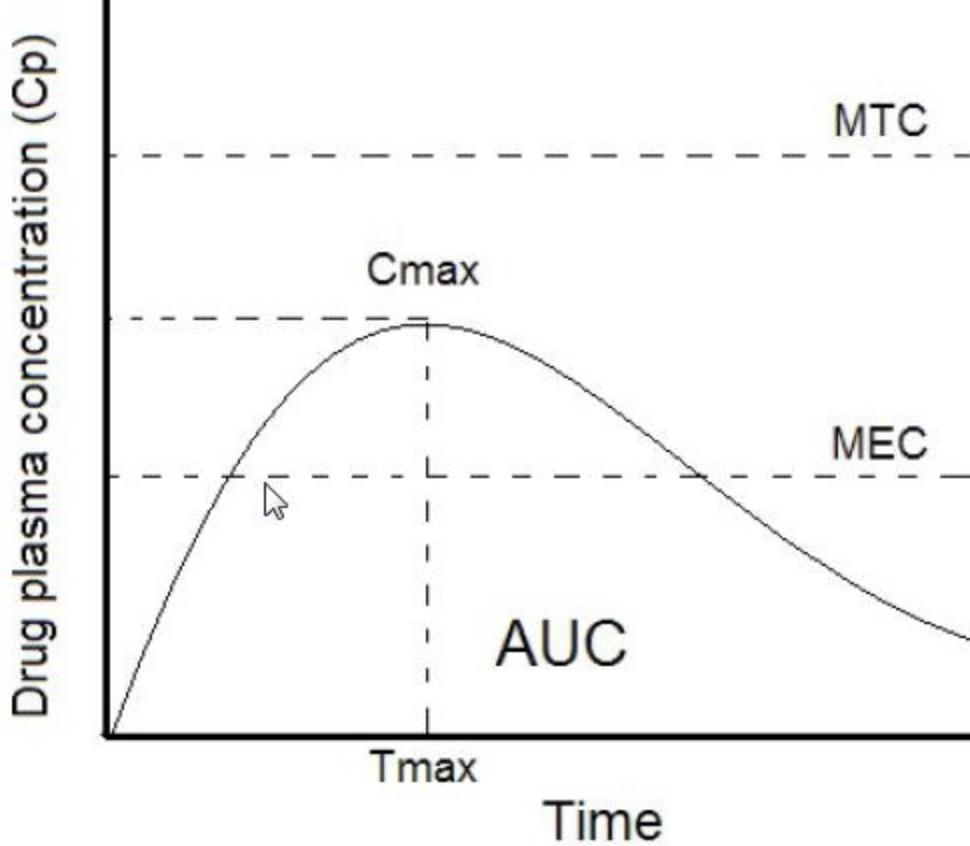 Drug plasma concentration (Cp)
MTC
Cmax
MEC
AUC
Tmax
Time